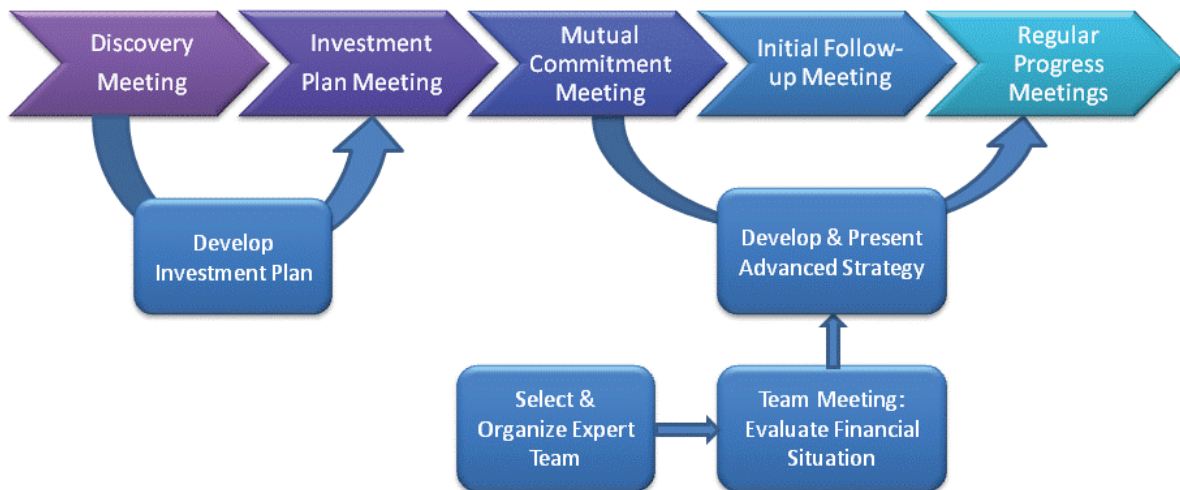 Discovery
Meeting
Investment
Plan Meeting
Mutual
Commitment
Meeting
Initial Follow-
up Meeting
Regular
Progress
Meetings
Develop
Investment Plan
Develop & Present
Advanced Strategy
Select &
Organize Expert
Team
Team Meeting:
Evaluate Financial
Situation